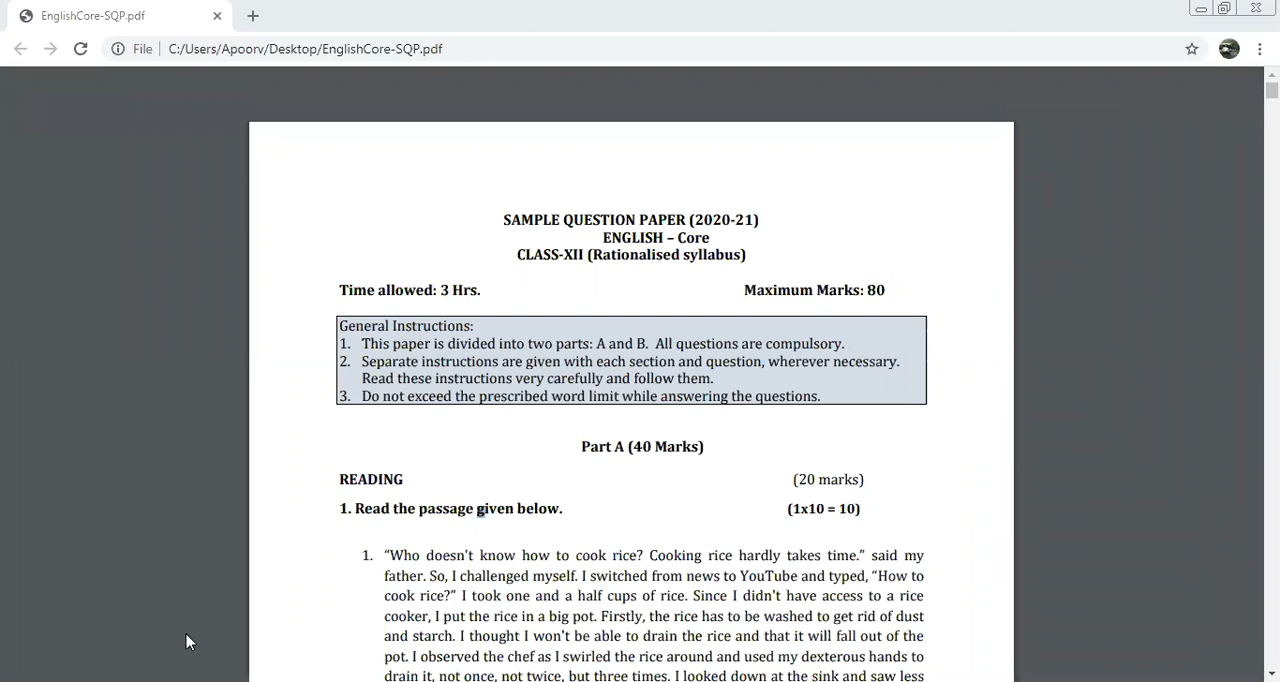 EnglishCore-SQP.pdf
File C:/Users/Apoorv/Desktop/EnglishCore-SQP.pdf
SAMPLE QUESTION PAPER (2020-21)
ENGLISH – Core
CLASS-XII (Rationalised syllabus)
Time allowed: 3 Hrs. Maximum Marks: 80
General Instructions:
1. This paper is divided into two parts: A and B. All questions are compulsory.
2. Separate instructions are given with each section and question, wherever necessary.
Read these instructions very carefully and follow them.
3. Do not exceed the prescribed word limit while answering the questions.
Part A (40 Marks)
READING (20 marks)
1. Read the passage given below. (1x10 = 10)
1. “Who doesn't know how to cook rice? Cooking rice hardly takes time.” said my
father. So, I challenged myself. I switched from news to YouTube and typed, “How to
cook rice?” I took one and a half cups of rice. Since I didn't have access to a rice
cooker, I put the rice in a big pot. Firstly, the rice has to be washed to get rid of dust
and starch. I thought I won't be able to drain the rice and that it will fall out of the
pot. I observed the chef as I swirled the rice around and used my dexterous hands to
drain it, not once, not twice, but three times. I looked down at the sink and saw less